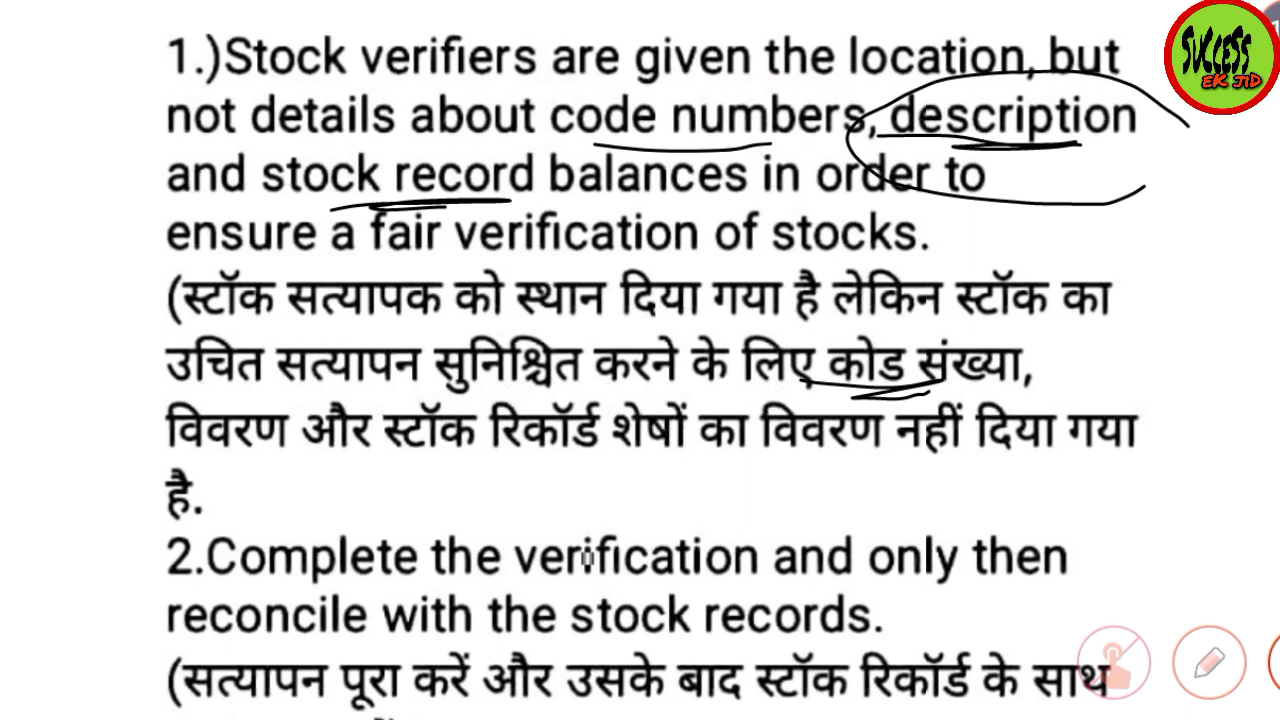 SUCCESS
EK JID
1.)Stock verifiers are given the location, but
not details about code numbers, description
and stock record balances in order to
ensure a fair verification of stocks.
(स्टॉक सत्यापक को स्थान दिया गया है लेकिन स्टॉक का
उचित सत्यापन सुनिश्चित करने के लिए कोड संख्या,
विवरण और स्टॉक रिकॉर्ड शेषों का विवरण नहीं दिया गया
है.
2.Complete the verification and only then
reconcile with the stock records.
(सत्यापन पूरा करें और उसके बाद स्टॉक रिकॉर्ड के साथ